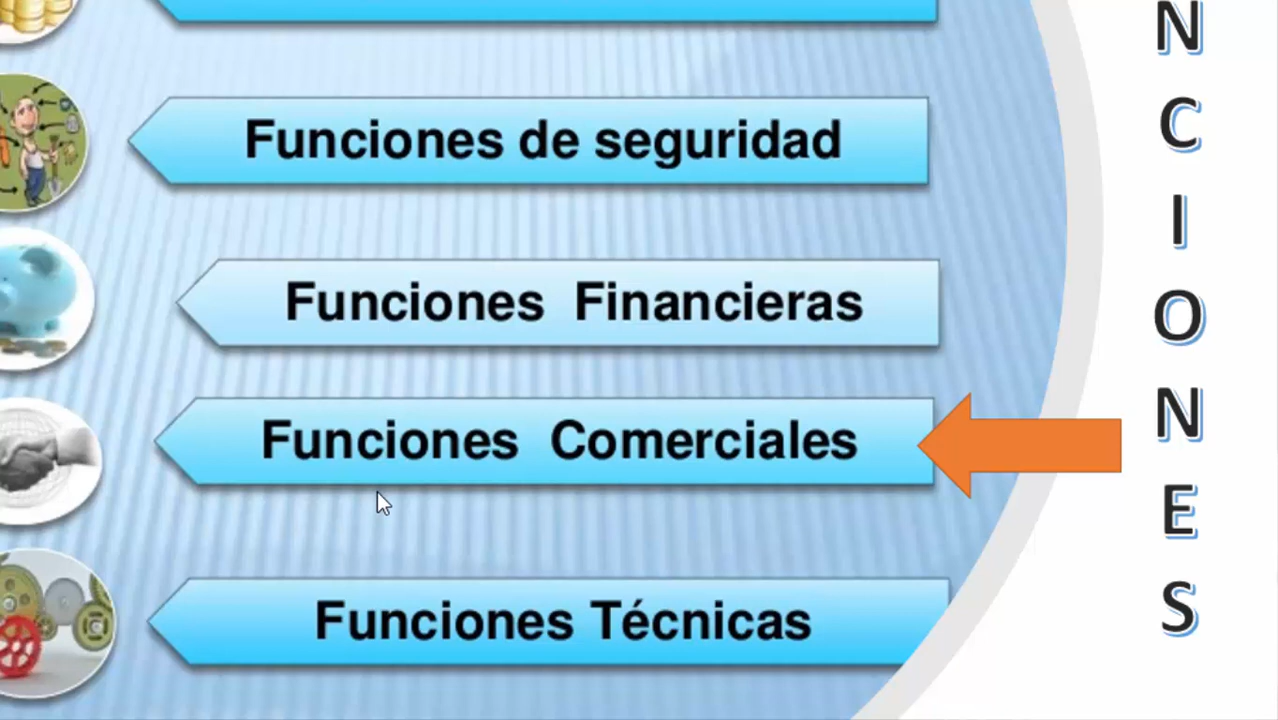 Funciones de seguridad
Funciones Financieras
Funciones Comerciales
Funciones Técnicas
N
C
I
O
N
E
S